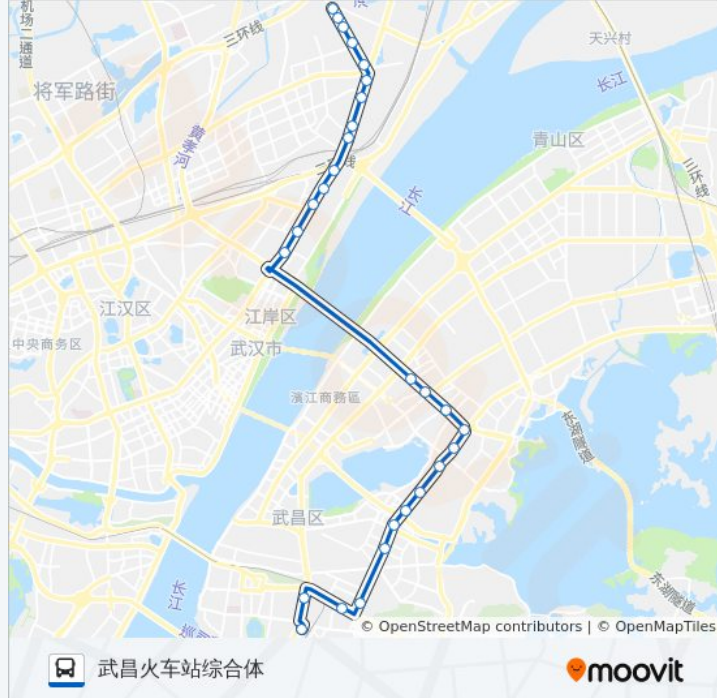 机场二通道
三环线
天兴村
长江
将军路街
黄孝河
青山区
二环线
三环线
长江
江汉区
江岸区
中央商务区
武汉市
濱江商務區
东湖隧道
武昌区
长江
东湖隧道
© OpenStreetMap contributors | © OpenMapTiles
武昌火车站综合体
moovit